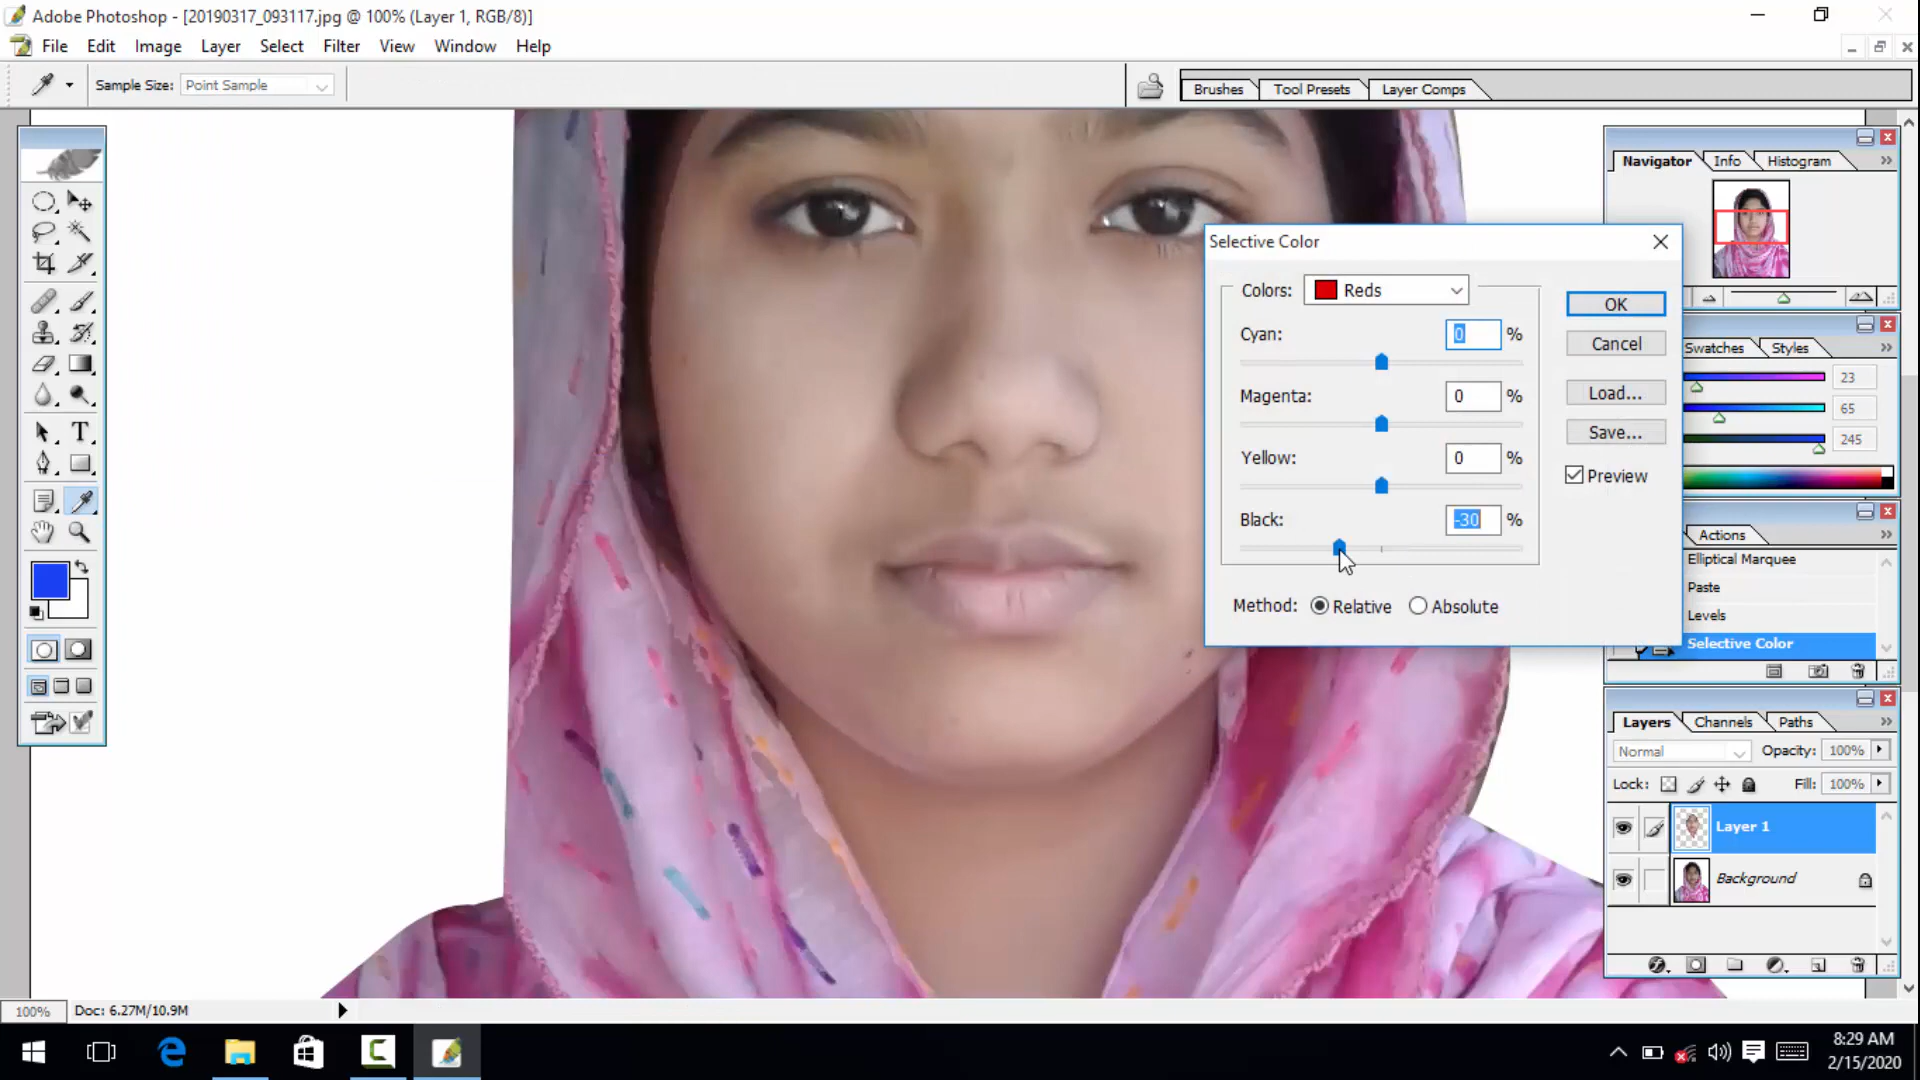 Adobe Photoshop - [20190317_093117.jpg @ 100% (Layer 1, RGB/8)]
File Edit Image Layer Select Filter View Window Help
Sample Size: Point Sample
Brushes Tool Presets Layer Comps
Navigator Info Histogram
Selective Color
Colors: Reds
OK
Cyan: 0 %
Cancel
Swatches Styles
23
Magenta: 0 %
Load...
65
Save...
245
Yellow: 0 %
Preview
Black: -30 %
Actions
Elliptical Marquee
Paste
Levels
Method: Relative Absolute
Selective Color
Layers Channels Paths
Normal Opacity: 100%
Lock: Fill: 100%
Layer 1
Background
T
100% Doc: 6.27M/10.9M
8:29 AM
2/15/2020